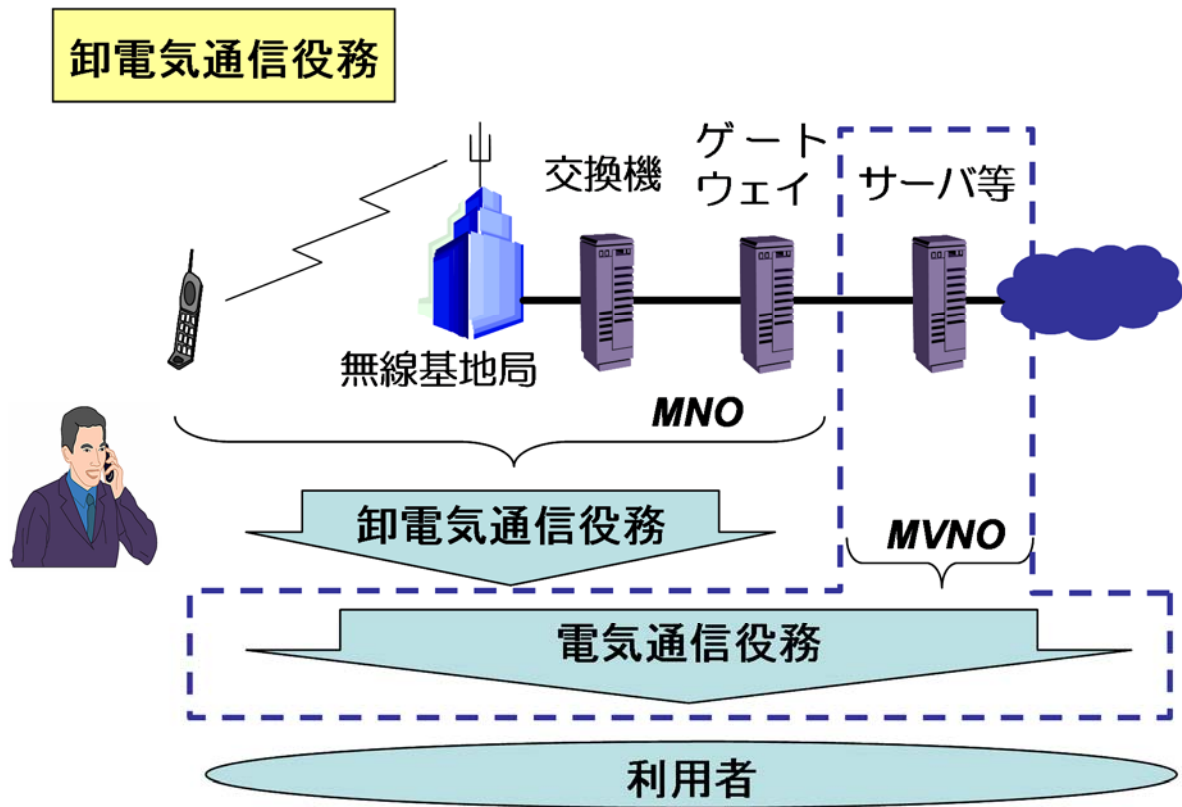 卸電気通信役務
交換機
ゲート
ウェイ
サーバ等
無線基地局
MNO
卸電気通信役務
MVNO
電気通信役務
利用者